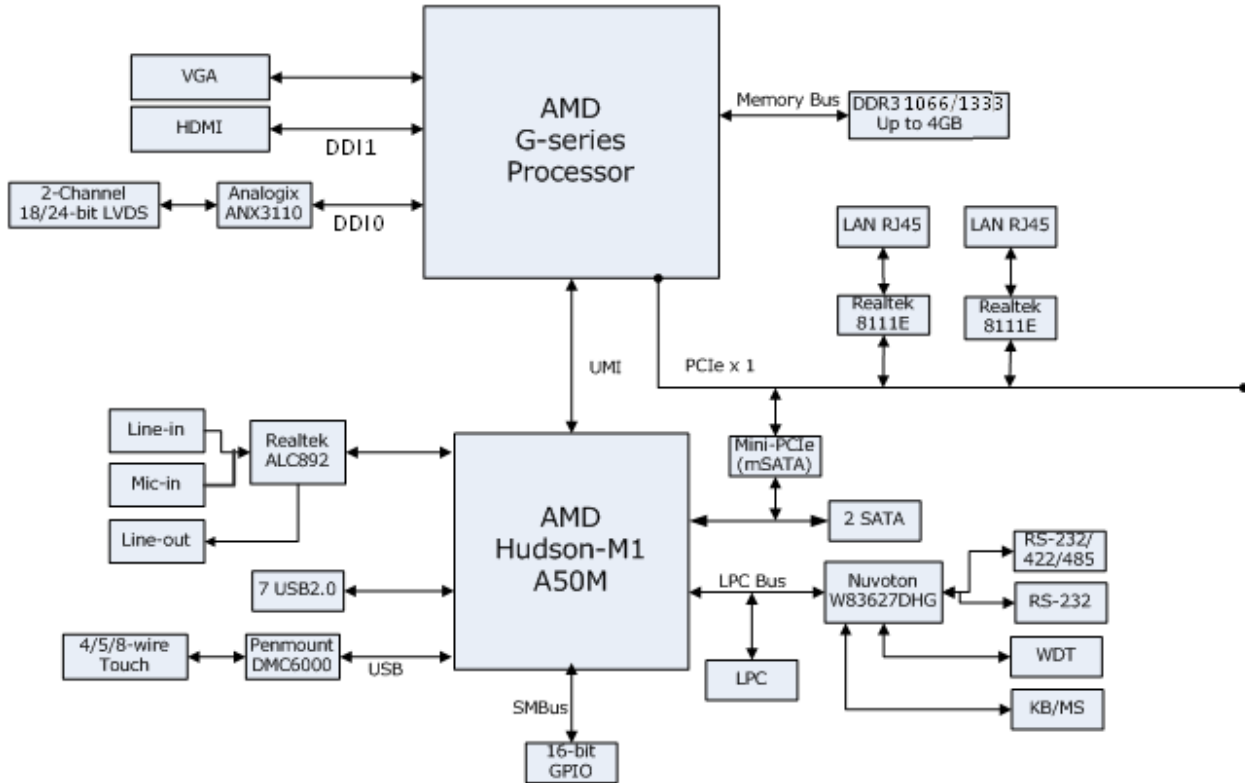 VGA
HDMI
DDI1
2-Channel
18/24-bit LVDS
Analogix
ANX3110
DDI0
AMD
G-series
Processor
Memory Bus
DDR3 1066/1333
Up to 4GB
LAN RJ45
LAN RJ45
Realtek
8111E
Realtek
8111E
UMI
PCIe x 1
Line-in
Mic-in
Line-out
Realtek
ALC892
Mini-PCIe
(mSATA)
AMD
Hudson-M1
A50M
2 SATA
7 USB2.0
4/5/8-wire
Touch
Penmount
DMC6000
USB
LPC Bus
Nuvoton
W83627DHG
RS-232/
422/485
RS-232
WDT
KB/MS
LPC
SMBus
16-bit
GPIO